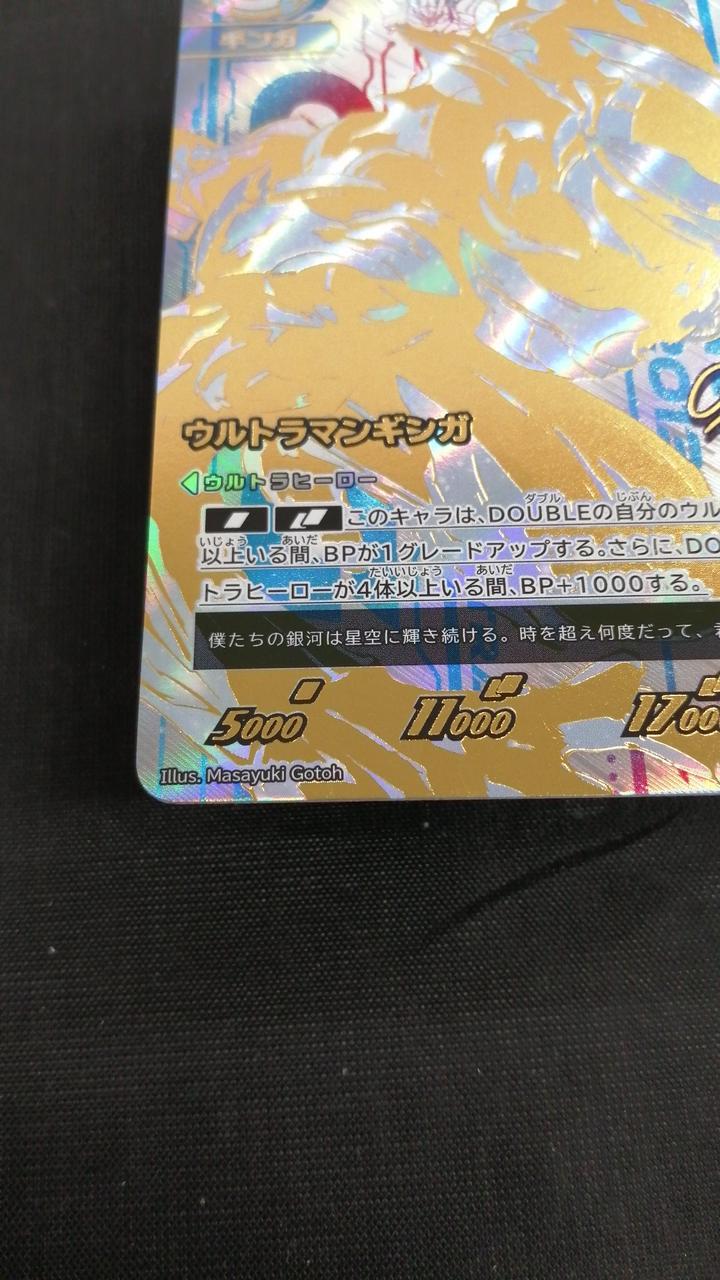 ギンガ
ウルトラマンギンガ
ウルトラヒーロー
ダブル じぶん
このキャラは、DOUBLEの自分のウル
いじょう あいだ
以上いる間、BPが1グレードアップする。さらに、DO
たいいじょう あいだ
トラヒーローが4体以上いる間、BP+1000する。
僕たちの銀河は星空に輝き続ける。時を超え何度だって、
5000 11000 1700
Illus. Masayuki Gotoh